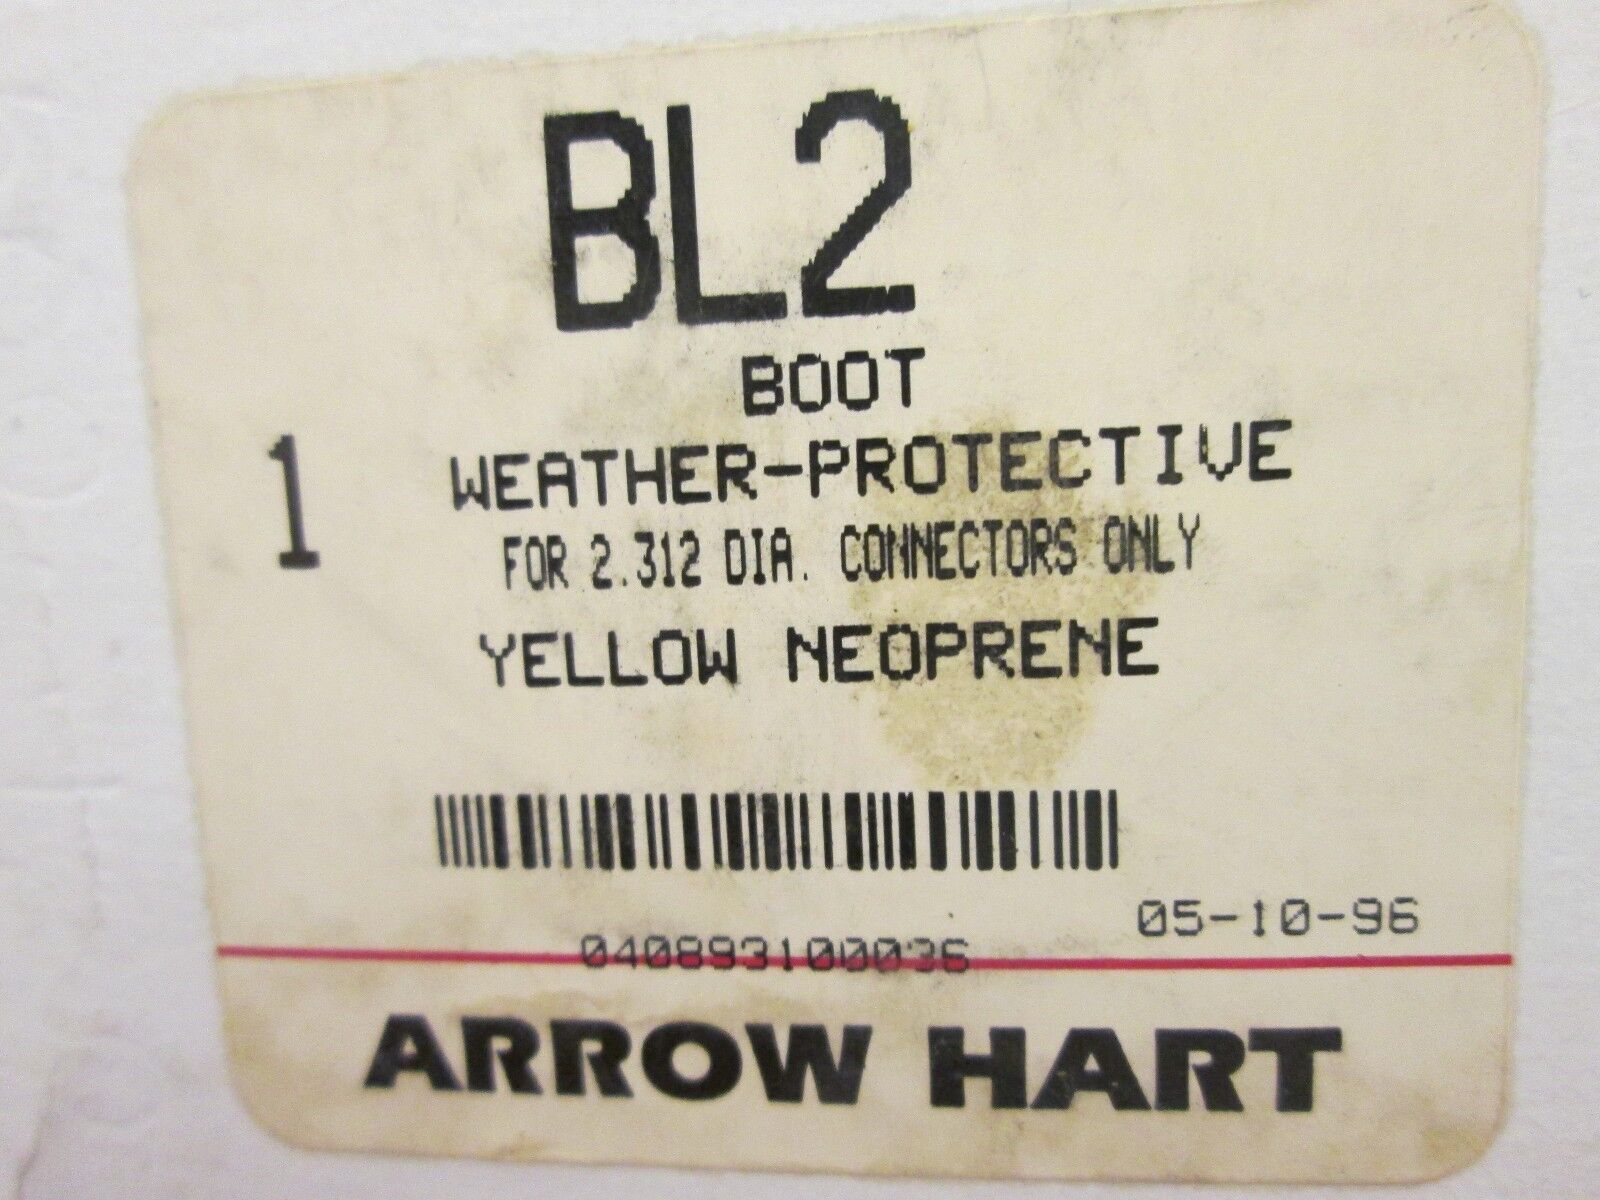 BL2
BOOT
1
WEATHER-PROTECTIVE
FOR 2.312 DIA. CONNECTORS ONLY
YELLOW NEOPRENE
05-10-96
040893100036
ARROW HART